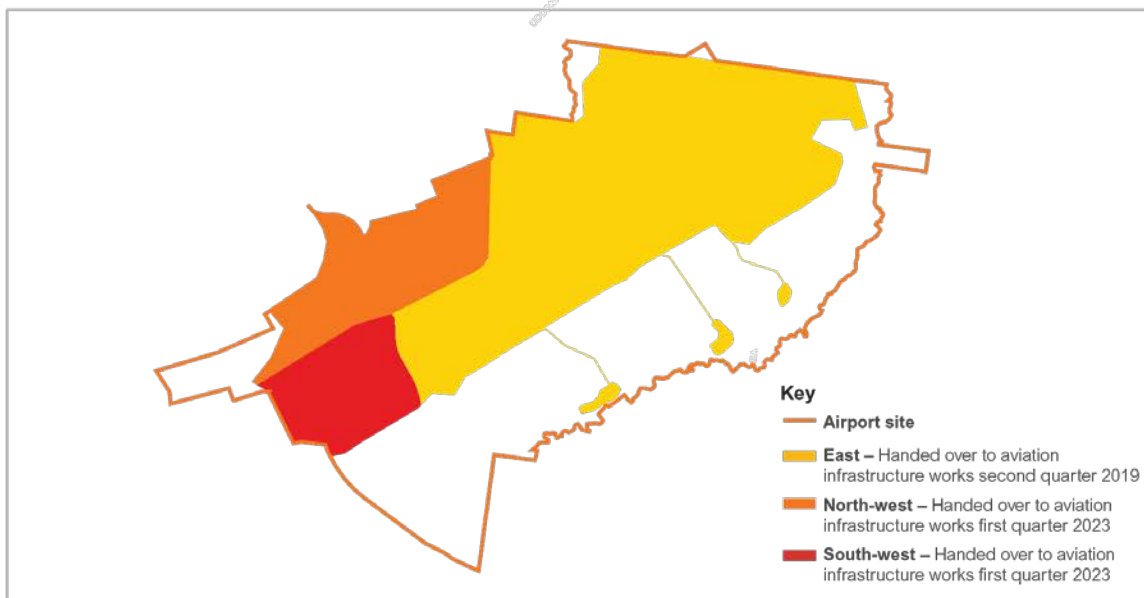 Key
Airport site
East – Handed over to aviation
infrastructure works second quarter 2019
North-west – Handed over to aviation
infrastructure works first quarter 2023
South-west – Handed over to aviation
infrastructure works first quarter 2023